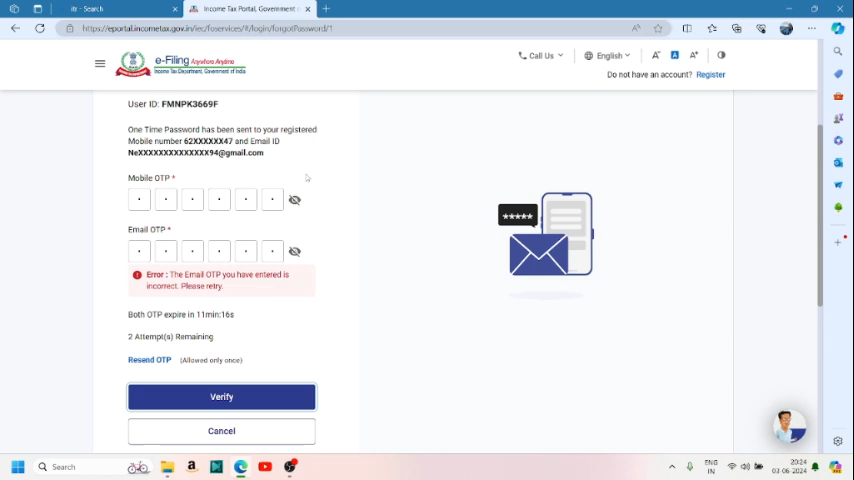 itr - Search
Income Tax Portal, Government
https://eportal.incometax.gov.in/iec/foservices/#/login/forgotPassword/1
e-Filing Anywhere Anytime
Income Tax Department, Government of India
Call Us
English
A-
A
A+
Do not have an account? Register
User ID: FMNPK3669F
One Time Password has been sent to your registered
Mobile number 62XXXXXX47 and Email ID
NeXXXXXXXXXXXXXX94@gmail.com
Mobile OTP *
Email OTP *
Error : The Email OTP you have entered is
incorrect. Please retry.
Both OTP expire in 11min:16s
2 Attempt(s) Remaining
Resend OTP (Allowed only once)
Verify
Cancel
Search
ENG
IN
20:24
03-06-2024